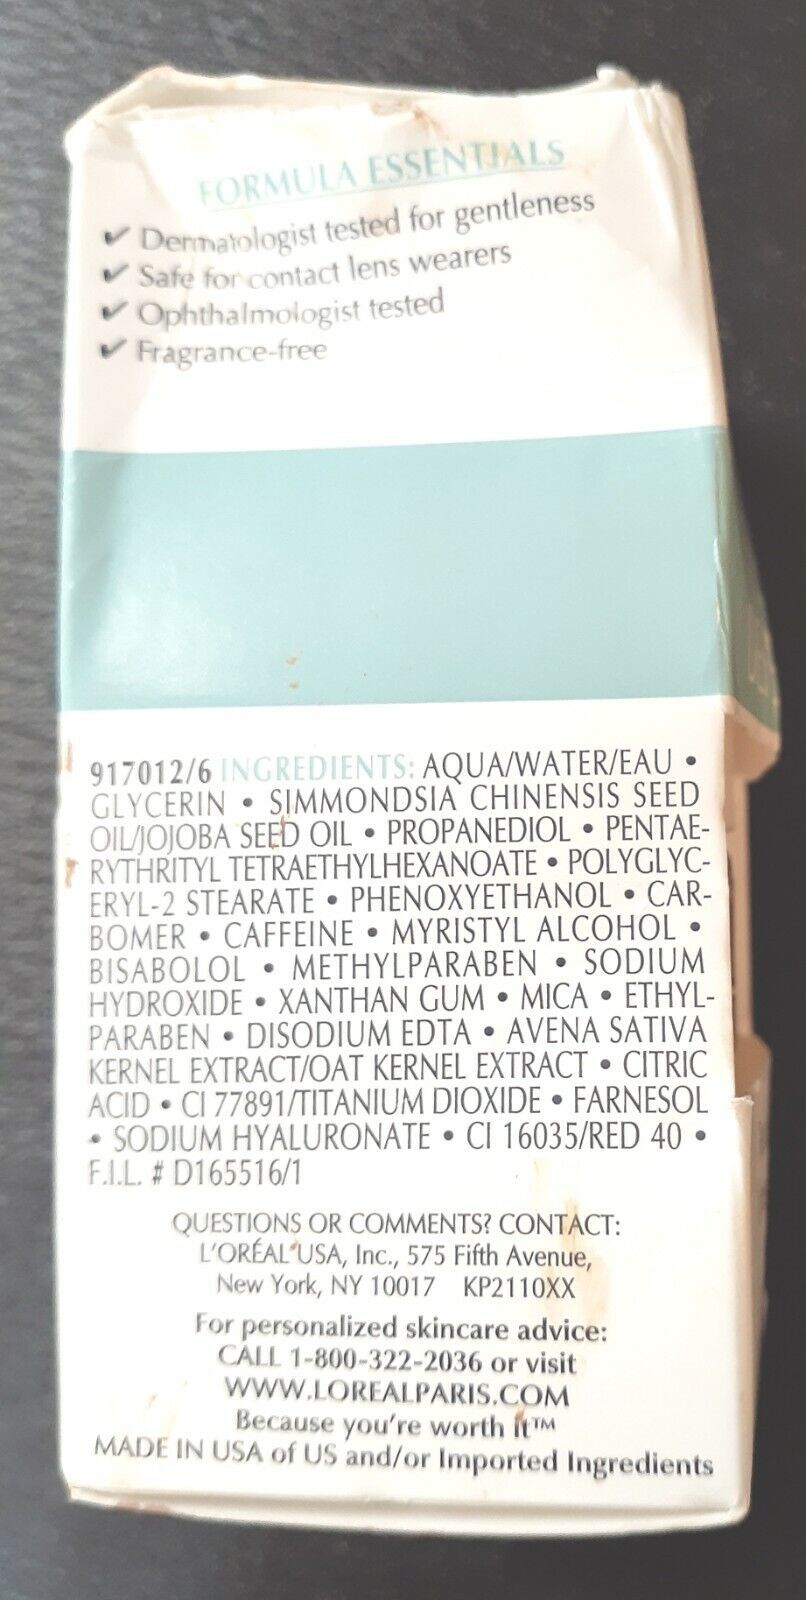 FORMULA ESSENTIALS
✔ Dermatologist tested for gentleness
✔ Safe for contact lens wearers
✔ Ophthalmologist tested
✔ Fragrance-free
917012/6 INGREDIENTS: AQUA/WATER/EAU •
GLYCERIN • SIMMONDSIA CHINENSIS SEED
OIL/JOJOBA SEED OIL • PROPANEDIOL • PENTAE-
RYTHRITYL TETRAETHYLHEXANOATE • POLYGLYC-
ERYL-2 STEARATE • PHENOXYETHANOL • CAR-
BOMER • CAFFEINE • MYRISTYL ALCOHOL •
BISABOLOL • METHYLPARABEN • SODIUM
HYDROXIDE • XANTHAN GUM • MICA • ETHYL-
PARABEN • DISODIUM EDTA • AVENA SATIVA
KERNEL EXTRACT/OAT KERNEL EXTRACT • CITRIC
ACID • CI 77891/TITANIUM DIOXIDE • FARNESOL
• SODIUM HYALURONATE • CI 16035/RED 40 •
F.I.L. # D165516/1
QUESTIONS OR COMMENTS? CONTACT:
L'ORÉAL USA, Inc., 575 Fifth Avenue,
New York, NY 10017 KP2110XX
For personalized skincare advice:
CALL 1-800-322-2036 or visit
WWW.LOREALPARIS.COM
Because you're worth it™
MADE IN USA of US and/or Imported Ingredients